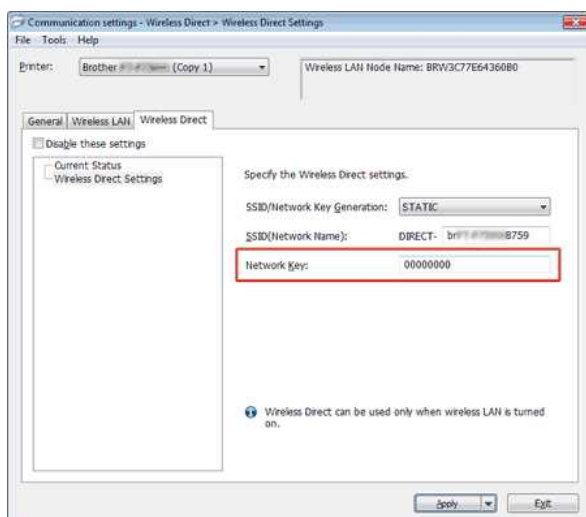 Communication settings - Wireless Direct > Wireless Direct Settings
File Tools Help
Printer: Brother (Copy 1)
Wireless LAN Node Name: BRW3C77E64360B0
General Wireless LAN Wireless Direct
Disable these settings
Current Status
Wireless Direct Settings
Specify the Wireless Direct settings.
SSID/Network Key Generation: STATIC
SSID(Network Name): DIRECT- br 8759
Network Key: 00000000
Wireless Direct can be used only when wireless LAN is turned
on.
Apply Exit